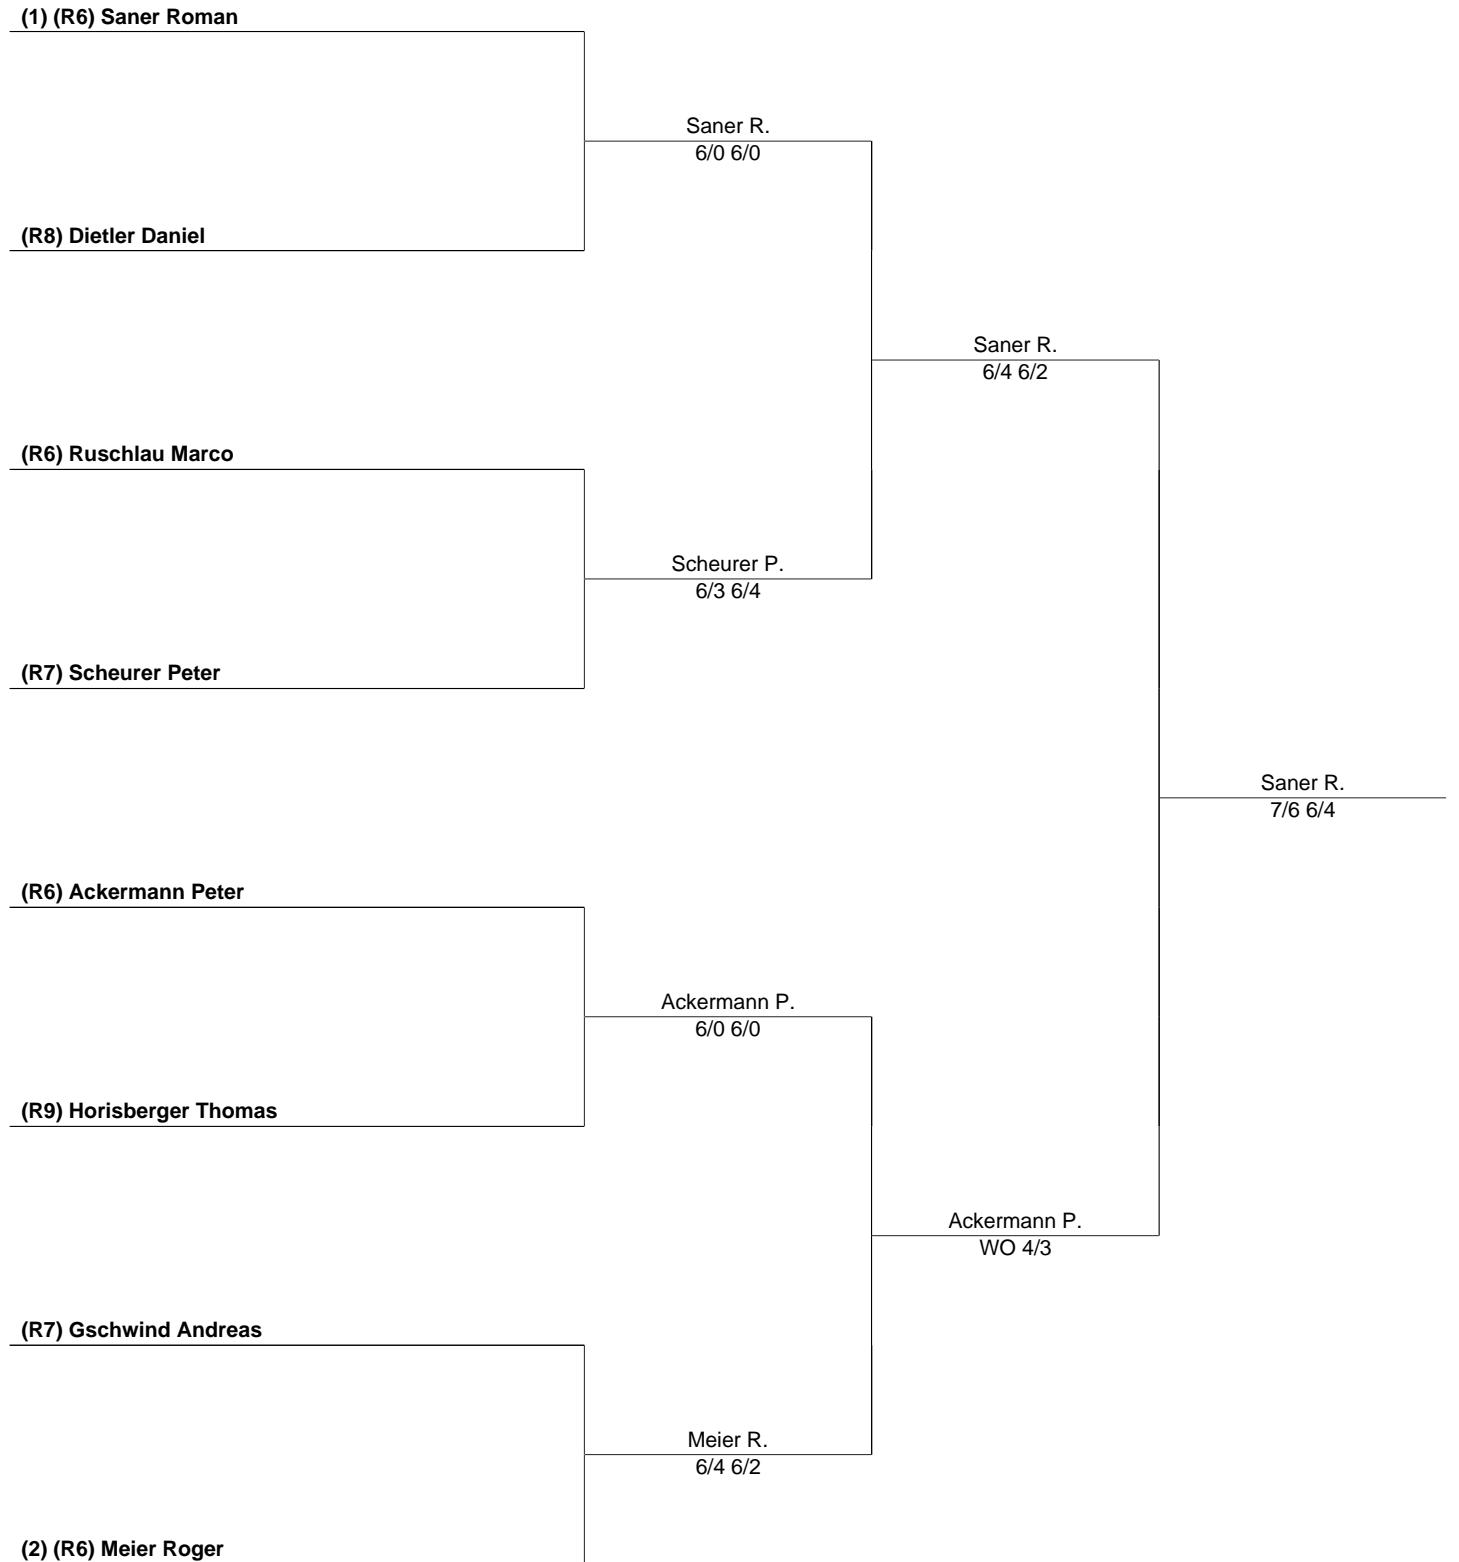 (1) (R6) Saner Roman
Saner R.
6/0 6/0
(R8) Dietler Daniel
Saner R.
6/4 6/2
(R6) Ruschlau Marco
Scheurer P.
6/3 6/4
(R7) Scheurer Peter
Saner R.
7/6 6/4
(R6) Ackermann Peter
Ackermann P.
6/0 6/0
(R9) Horisberger Thomas
Ackermann P.
WO 4/3
(R7) Gschwind Andreas
Meier R.
6/4 6/2
(2) (R6) Meier Roger